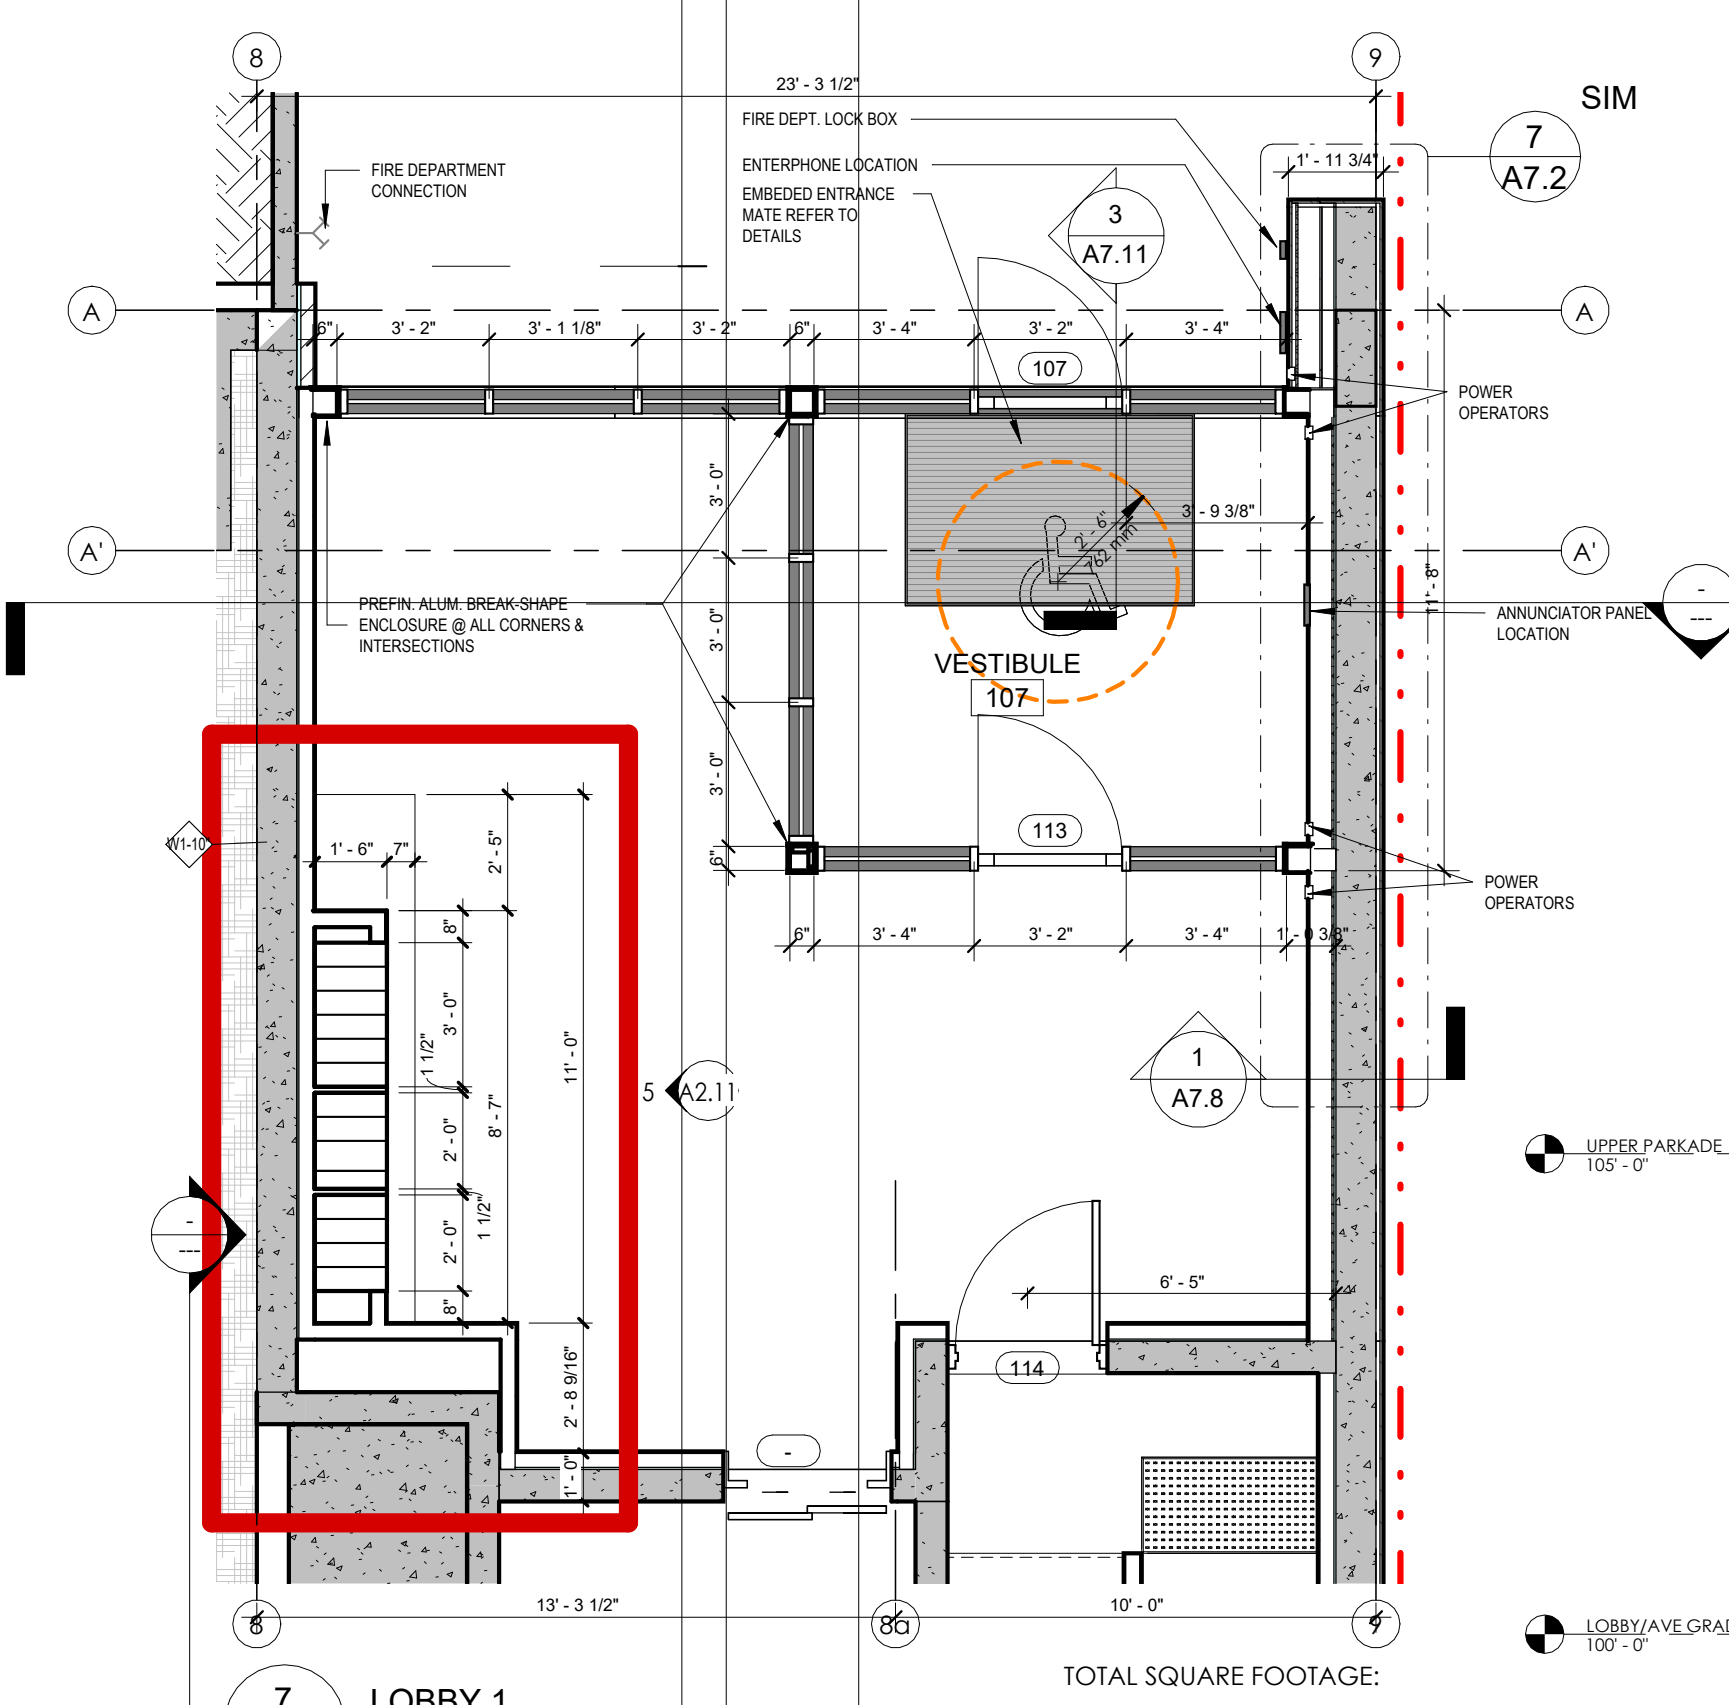 8
9
23' - 3 1/2"
SIM
FIRE DEPT. LOCK BOX
7
A7.2
1' - 11 3/4"
FIRE DEPARTMENT
CONNECTION
ENTERPHONE LOCATION
EMBEDED ENTRANCE
MATE REFER TO
DETAILS
3
A7.11
A
A
6"
3' - 2"
3' - 1 1/8"
3' - 2"
6"
3' - 4"
3' - 2"
3' - 4"
107
POWER
OPERATORS
3' - 0"
3' - 9 3/8"
2' - 6"
762 mm
A'
A'
11' - 8"
PREFIN. ALUM. BREAK-SHAPE
ENCLOSURE @ ALL CORNERS &
INTERSECTIONS
3' - 0"
ANNUNCIATOR PANEL
LOCATION
-
---
VESTIBULE
107
3' - 0"
W1-10"
1' - 6"
7"
2' - 5"
6"
113
POWER
OPERATORS
8"
6"
3' - 4"
3' - 2"
3' - 4"
1' - 0 3/8"
3' - 0"
1 1/2"
11' - 0"
8' - 7"
5
A2.11
1
A7.8
2' - 0"
UPPER PARKADE
105' - 0"
-
---
2' - 0"
1 1/2"
8"
6' - 5"
114
2' - 8 9/16"
-
1' - 0"
13' - 3 1/2"
10' - 0"
8
8a
9
LOBBY/AVE GRAD
100' - 0"
TOTAL SQUARE FOOTAGE:
7
LOBBY 1